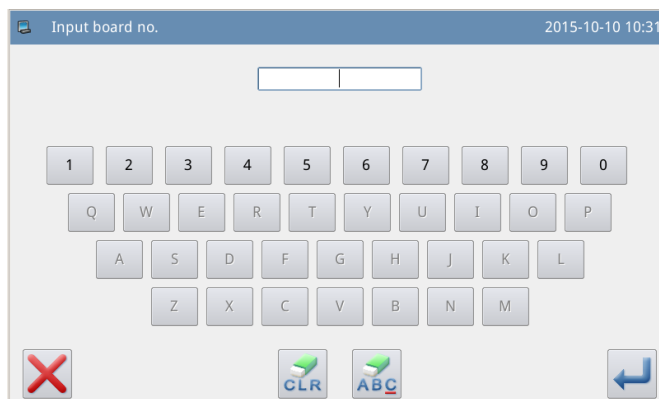 Input board no. 2015-10-10 10:31
1 2 3 4 5 6 7 8 9 0
Q W E R T Y U I O P
A S D F G H J K L
Z X C V B N M
CLR ABC